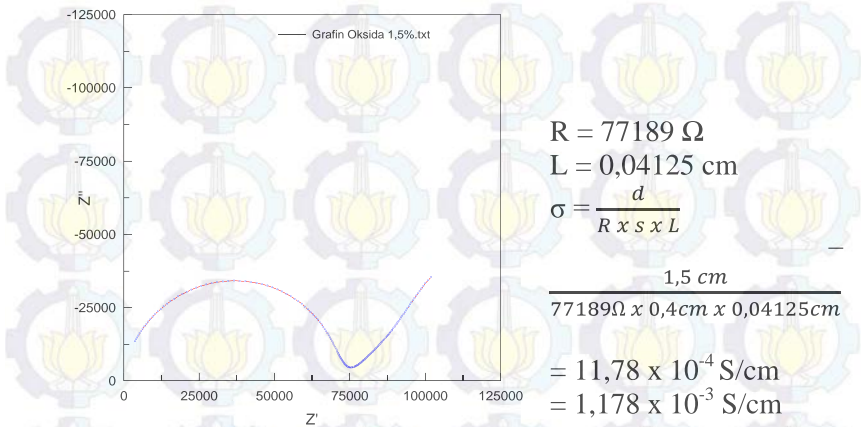 -125000
-100000
-75000
-50000
-25000
0
Z"
Grafin Oksida 1,5%.txt
0 25000 50000 75000 100000 125000
Z'
R = 77189 Ω
L = 0,04125 cm
σ = d / R x s x L
1,5 cm
77189Ω x 0,4cm x 0,04125cm
= 11,78 x 10⁻⁴ S/cm
= 1,178 x 10⁻³ S/cm